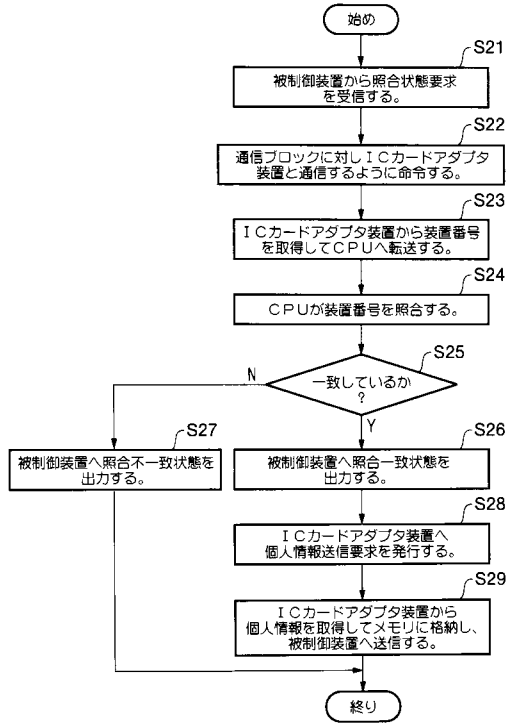 始め
S21
被制御装置から照合状態要求
を受信する。
S22
通信ブロックに対しICカードアダプタ
装置と通信するように命令する。
S23
ICカードアダプタ装置から装置番号
を取得してCPUへ転送する。
S24
CPUが装置番号を照合する。
S25
一致しているか
?
N
Y
S27
被制御装置へ照合不一致状態を
出力する。
S26
被制御装置へ照合一致状態を
出力する。
S28
ICカードアダプタ装置へ
個人情報送信要求を発行する。
S29
ICカードアダプタ装置から
個人情報を取得してメモリに格納し、
被制御装置へ送信する。
終り